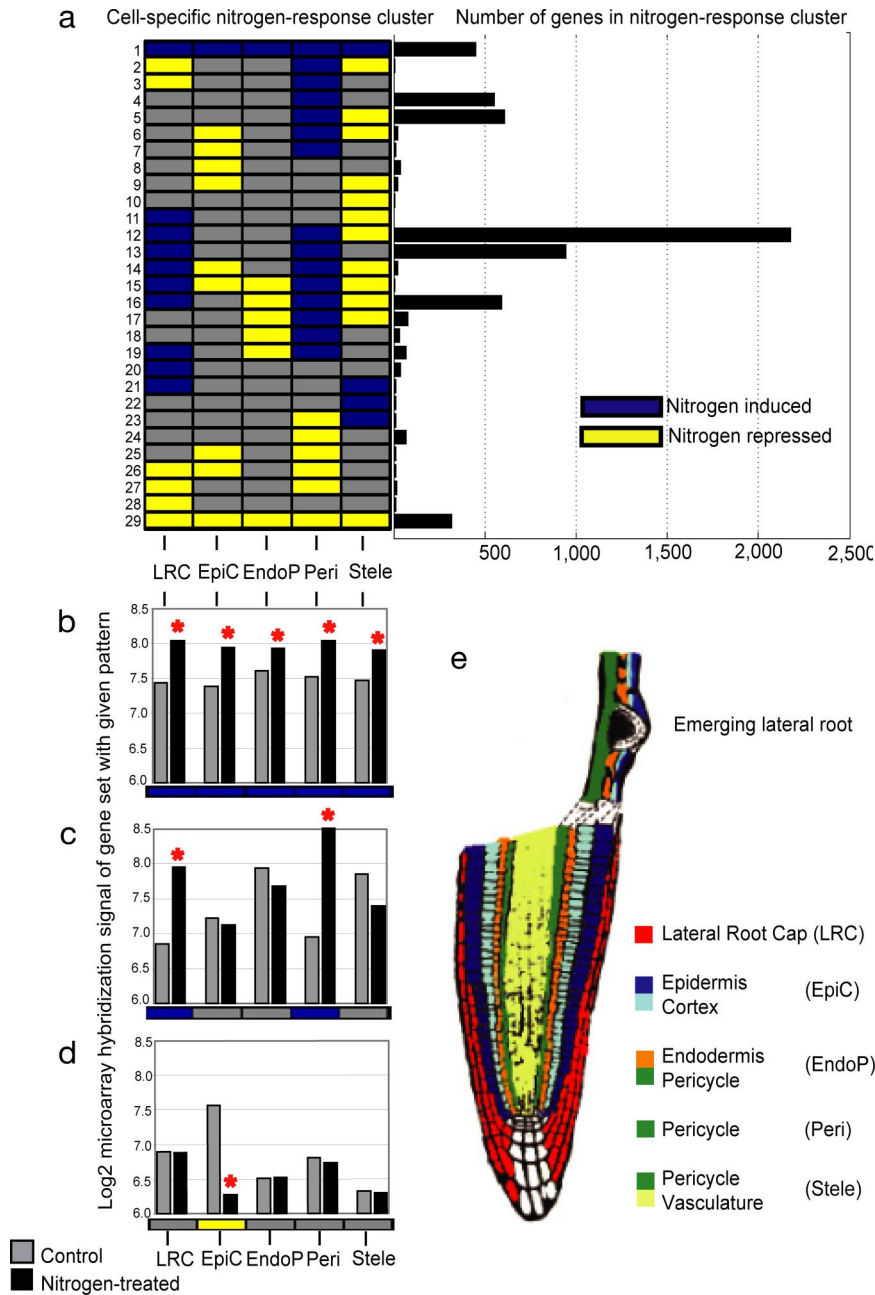 a
Cell-specific nitrogen-response cluster
Number of genes in nitrogen-response cluster
1
2
3
4
5
6
7
8
9
10
11
12
13
14
15
16
17
18
19
20
21
22
23
24
25
26
27
28
29
Nitrogen induced
Nitrogen repressed
500 1,000 1,500 2,000 2,500
LRC EpiC EndoP Peri Stele
Log2 microarray hybridization signal of gene set with given pattern
b
8.5
8.0
7.5
7.0
6.5
6.0
* * * * *
c
8.5
8.0
7.5
7.0
6.5
6.0
* *
d
8.5
8.0
7.5
7.0
6.5
6.0
*
LRC EpiC EndoP Peri Stele
Control
Nitrogen-treated
e
Emerging lateral root
Lateral Root Cap (LRC)
Epidermis
Cortex
(EpiC)
Endodermis
Pericycle
(EndoP)
Pericycle (Peri)
Pericycle
Vasculature
(Stele)